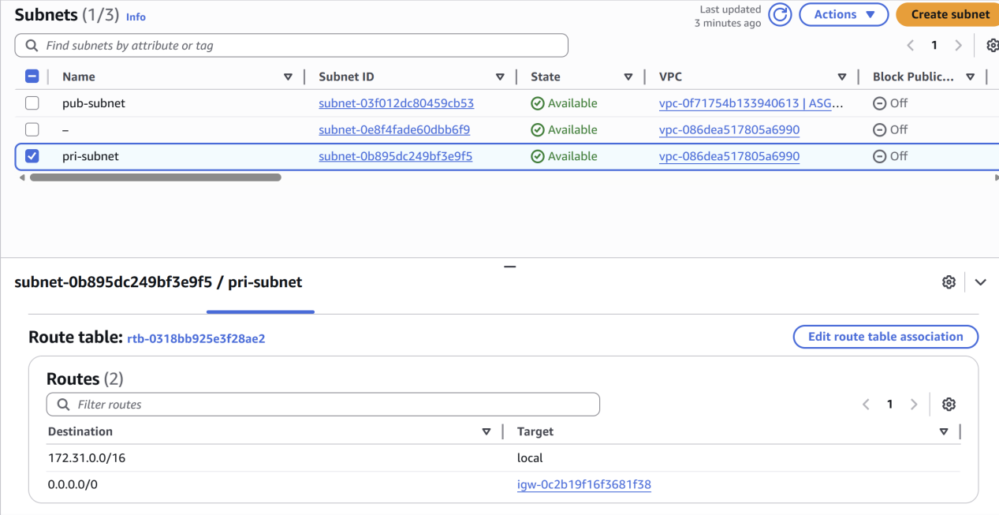 Subnets (1/3) Info
Last updated
3 minutes ago
Actions
Create subnet
Find subnets by attribute or tag
1
Name Subnet ID State VPC Block Public...
pub-subnet subnet-03f012dc80459cb53 Available vpc-0f71754b133940613 | ASG... Off
– subnet-0e8f4fade60dbb6f9 Available vpc-086dea517805a6990 Off
pri-subnet subnet-0b895dc249bf3e9f5 Available vpc-086dea517805a6990 Off
subnet-0b895dc249bf3e9f5 / pri-subnet
Route table: rtb-0318bb925e3f28ae2
Edit route table association
Routes (2)
Filter routes
1
Destination Target
172.31.0.0/16 local
0.0.0.0/0 igw-0c2b19f16f3681f38